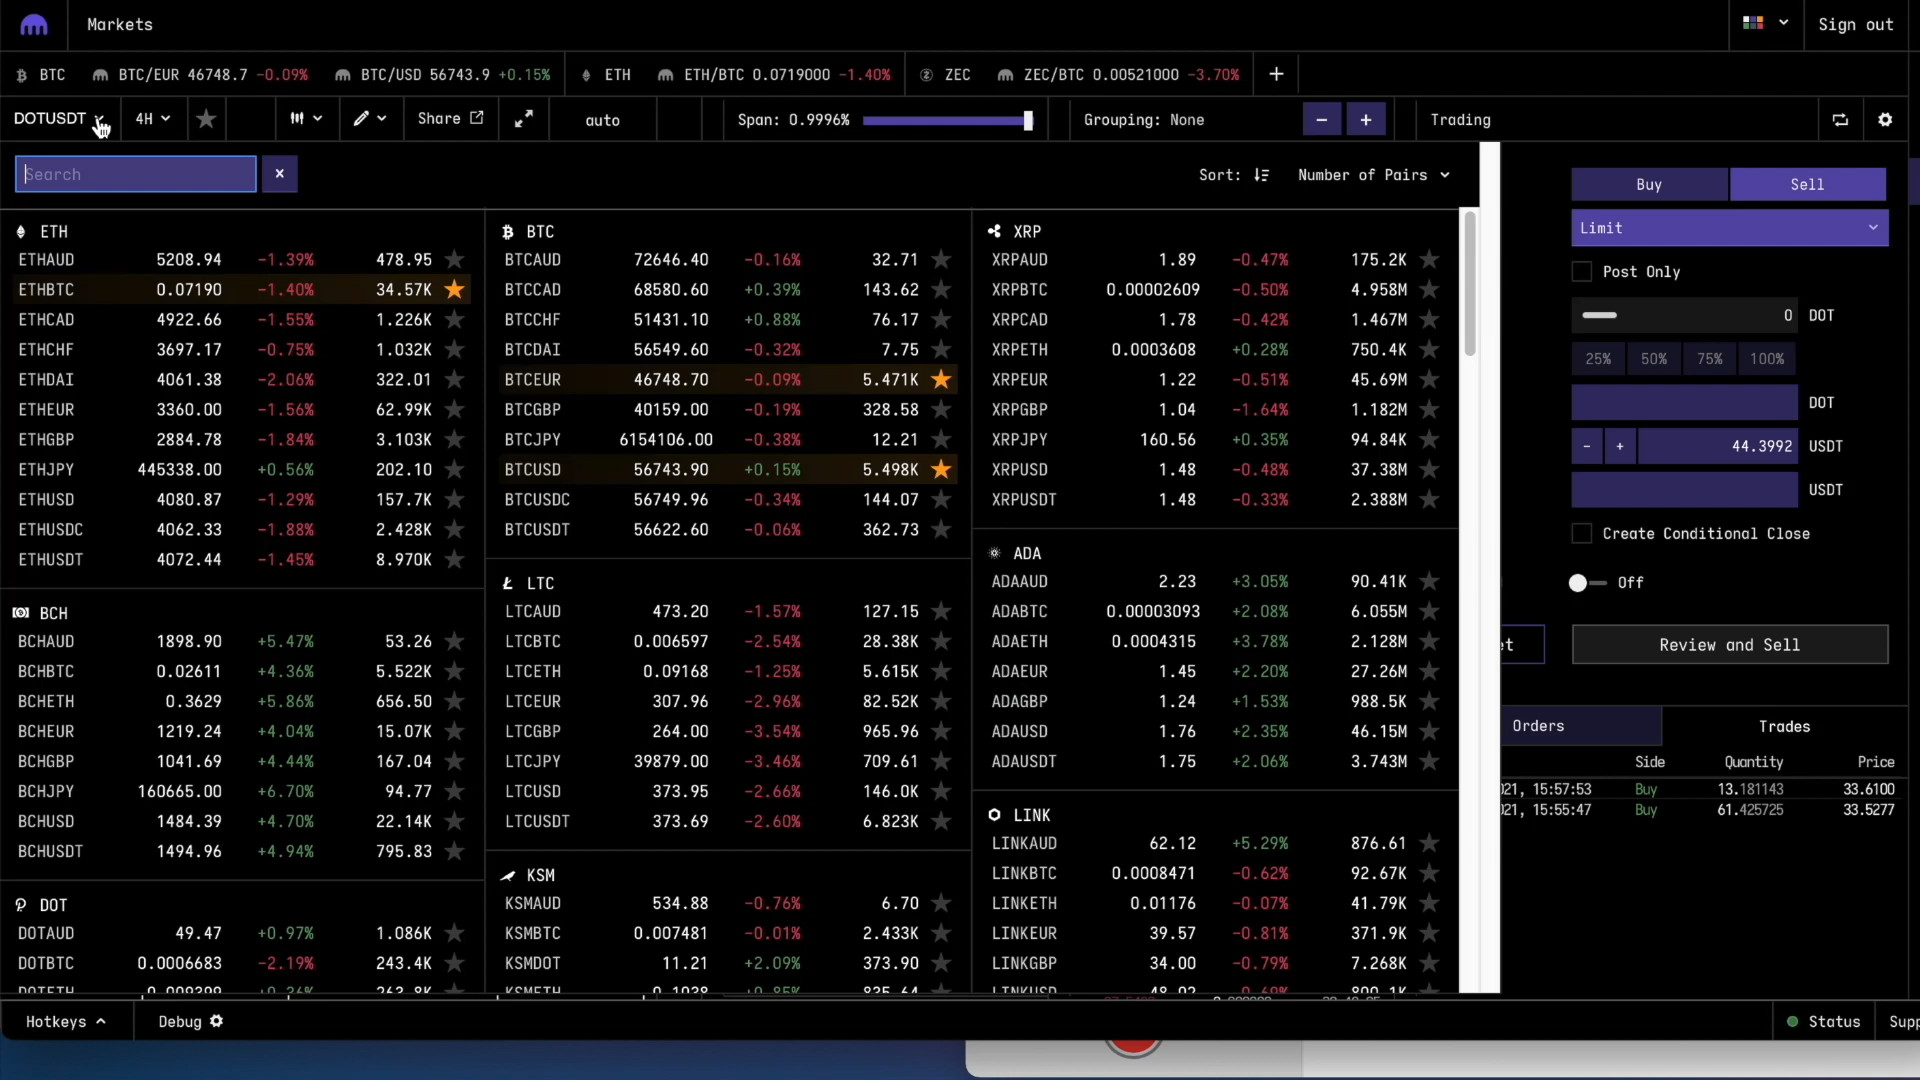 Markets
Sign out
BTC BTC/EUR 46748.7 -0.09% BTC/USD 56743.9 +0.15% ETH ETH/BTC 0.0719000 -1.40% ZEC ZEC/BTC 0.00521000 -3.70% +
DOTUSDT 4H Share auto Span: 0.9996% Grouping: None - + Trading
Search × Sort: Number of Pairs
ETH
ETHAUD 5208.94 -1.39% 478.95
ETHBTC 0.07190 -1.40% 34.57K
ETHCAD 4922.66 -1.55% 1.226K
ETHCHF 3697.17 -0.75% 1.032K
ETHDAI 4061.38 -2.06% 322.01
ETHEUR 3360.00 -1.56% 62.99K
ETHGBP 2884.78 -1.84% 3.103K
ETHJPY 445338.00 +0.56% 202.10
ETHUSD 4080.87 -1.29% 157.7K
ETHUSDC 4062.33 -1.88% 2.428K
ETHUSDT 4072.44 -1.45% 8.970K
BCH
BCHAUD 1898.90 +5.47% 53.26
BCHBTC 0.02611 +4.36% 5.522K
BCHETH 0.3629 +5.86% 656.50
BCHEUR 1219.24 +4.04% 15.07K
BCHGBP 1041.69 +4.44% 167.04
BCHJPY 160665.00 +6.70% 94.77
BCHUSD 1484.39 +4.70% 22.14K
BCHUSDT 1494.96 +4.94% 795.83
DOT
DOTAUD 49.47 +0.97% 1.086K
DOTBTC 0.0006683 -2.19% 243.4K
DOTETH 0.009399 +0.36% 263.8K
BTC
BTCAUD 72646.40 -0.16% 32.71
BTCCAD 68580.60 +0.39% 143.62
BTCCHF 51431.10 +0.88% 76.17
BTCDAI 56549.60 -0.32% 7.75
BTCEUR 46748.70 -0.09% 5.471K
BTCGBP 40159.00 -0.19% 328.58
BTCJPY 6154106.00 -0.38% 12.21
BTCUSD 56743.90 +0.15% 5.498K
BTCUSDC 56749.96 -0.34% 144.07
BTCUSDT 56622.60 -0.06% 362.73
LTC
LTCAUD 473.20 -1.57% 127.15
LTCBTC 0.006597 -2.54% 28.38K
LTCETH 0.09168 -1.25% 5.615K
LTCEUR 307.96 -2.96% 82.52K
LTCGBP 264.00 -3.54% 965.96
LTCJPY 39879.00 -3.46% 709.61
LTCUSD 373.95 -2.66% 146.0K
LTCUSDT 373.69 -2.60% 6.823K
KSM
KSMAUD 534.88 -0.76% 6.70
KSMBTC 0.007481 -0.01% 2.433K
KSMDOT 11.21 +2.09% 373.90
KSMETH 0.1038 +0.85% 835.64
XRP
XRPAUD 1.89 -0.47% 175.2K
XRPBTC 0.00002609 -0.50% 4.958M
XRPCAD 1.78 -0.42% 1.467M
XRPETH 0.0003608 +0.28% 750.4K
XRPEUR 1.22 -0.51% 45.69M
XRPGBP 1.04 -1.64% 1.182M
XRPJPY 160.56 +0.35% 94.84K
XRPUSD 1.48 -0.48% 37.38M
XRPUSDT 1.48 -0.33% 2.388M
ADA
ADAAUD 2.23 +3.05% 90.41K
ADABTC 0.00003093 +2.08% 6.055M
ADAETH 0.0004315 +3.78% 2.128M
ADAEUR 1.45 +2.20% 27.26M
ADAGBP 1.24 +1.53% 988.5K
ADAUSD 1.76 +2.35% 46.15M
ADAUSDT 1.75 +2.06% 3.743M
LINK
LINKAUD 62.12 +5.29% 876.61
LINKBTC 0.0008471 -0.62% 92.67K
LINKETH 0.01176 -0.07% 41.79K
LINKEUR 39.57 -0.81% 371.9K
LINKGBP 34.00 -0.79% 7.268K
LINKUSD 48.02 -0.69% 800.1K
Buy Sell
Limit
Post Only
0 DOT
25% 50% 75% 100%
DOT
- + 44.3992 USDT
USDT
Create Conditional Close
Off
et Review and Sell
Orders Trades
Side Quantity Price
021, 15:57:53 Buy 13.181143 33.6100
021, 15:55:47 Buy 61.425725 33.5277
Hotkeys Debug Status Supp